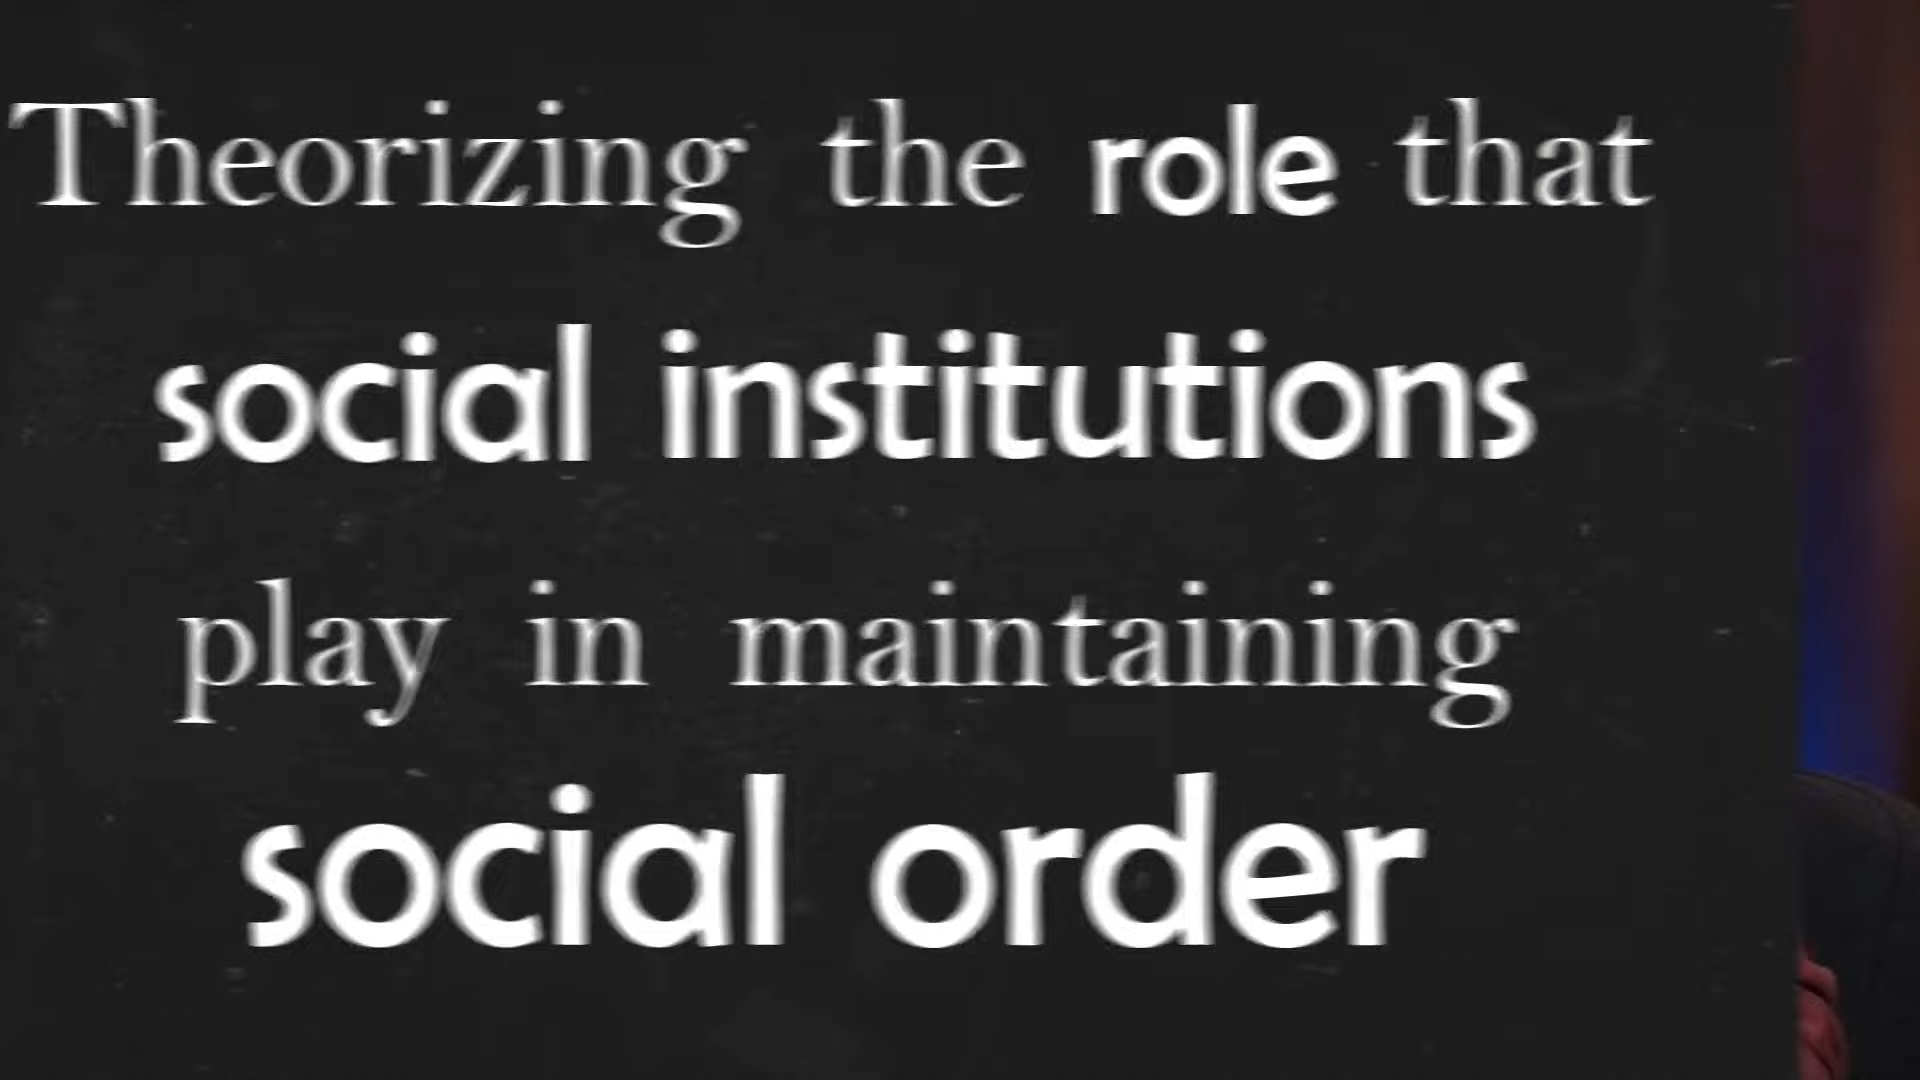 Theorizing the role that
social institutions
play in maintaining
social order